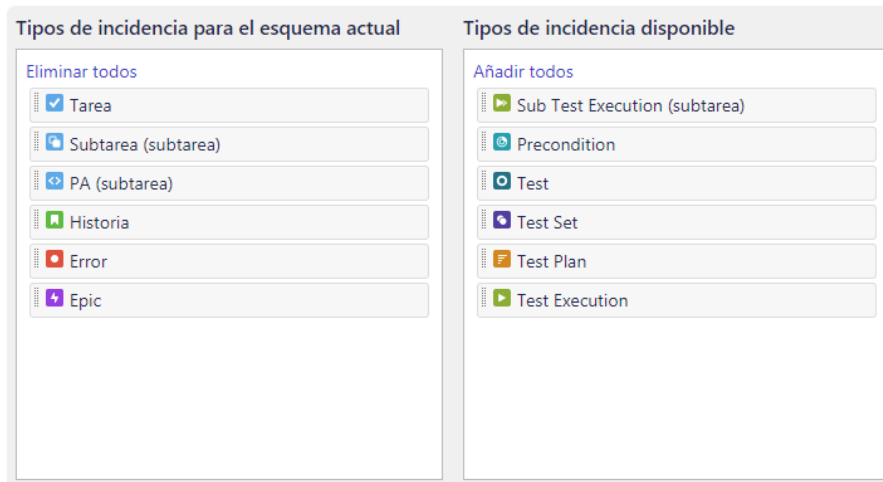 Tipos de incidencia para el esquema actual
Eliminar todos
Tarea
Subtarea (subtarea)
PA (subtarea)
Historia
Error
Epic
Tipos de incidencia disponible
Añadir todos
Sub Test Execution (subtarea)
Precondition
Test
Test Set
Test Plan
Test Execution